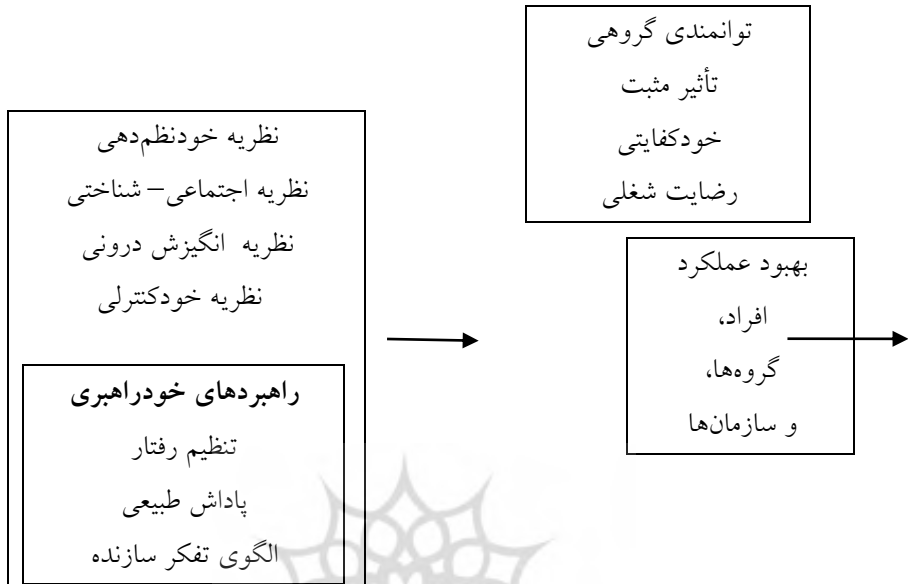 توانمندی گروهی
تأثیر مثبت
خودکفایتی
رضایت شغلی
نظریه خودنظم‌دهی
نظریه اجتماعی– شناختی
نظریه انگیزش درونی
نظریه خودکنترلی
بهبود عملکرد
افراد،
گروه‌ها،
و سازمان‌ها
راهبردهای خودراهبری
تنظیم رفتار
پاداش طبیعی
الگوی تفکر سازنده